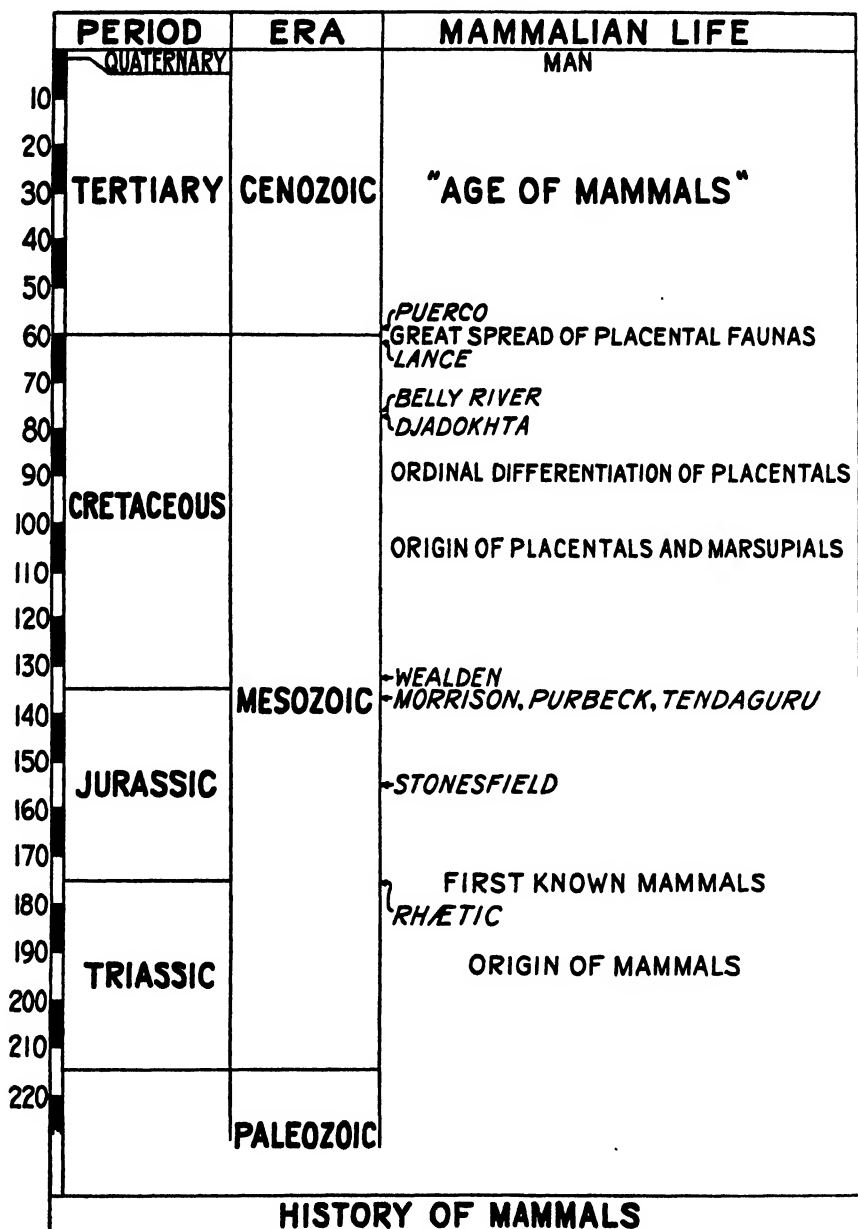 PERIOD ERA MAMMALIAN LIFE
QUATERNARY MAN
10
20
30 TERTIARY CENOZOIC "AGE OF MAMMALS"
40
50
PUERCO
60 GREAT SPREAD OF PLACENTAL FAUNAS
LANCE
70
BELLY RIVER
80 DJADOKHTA
90 ORDINAL DIFFERENTIATION OF PLACENTALS
CRETACEOUS
100
ORIGIN OF PLACENTALS AND MARSUPIALS
110
120
130 WEALDEN
MESOZOIC MORRISON, PURBECK, TENDAGURU
140
150
JURASSIC STONESFIELD
160
170
FIRST KNOWN MAMMALS
180 RHÆTIC
190
TRIASSIC ORIGIN OF MAMMALS
200
210
220
PALEOZOIC
HISTORY OF MAMMALS